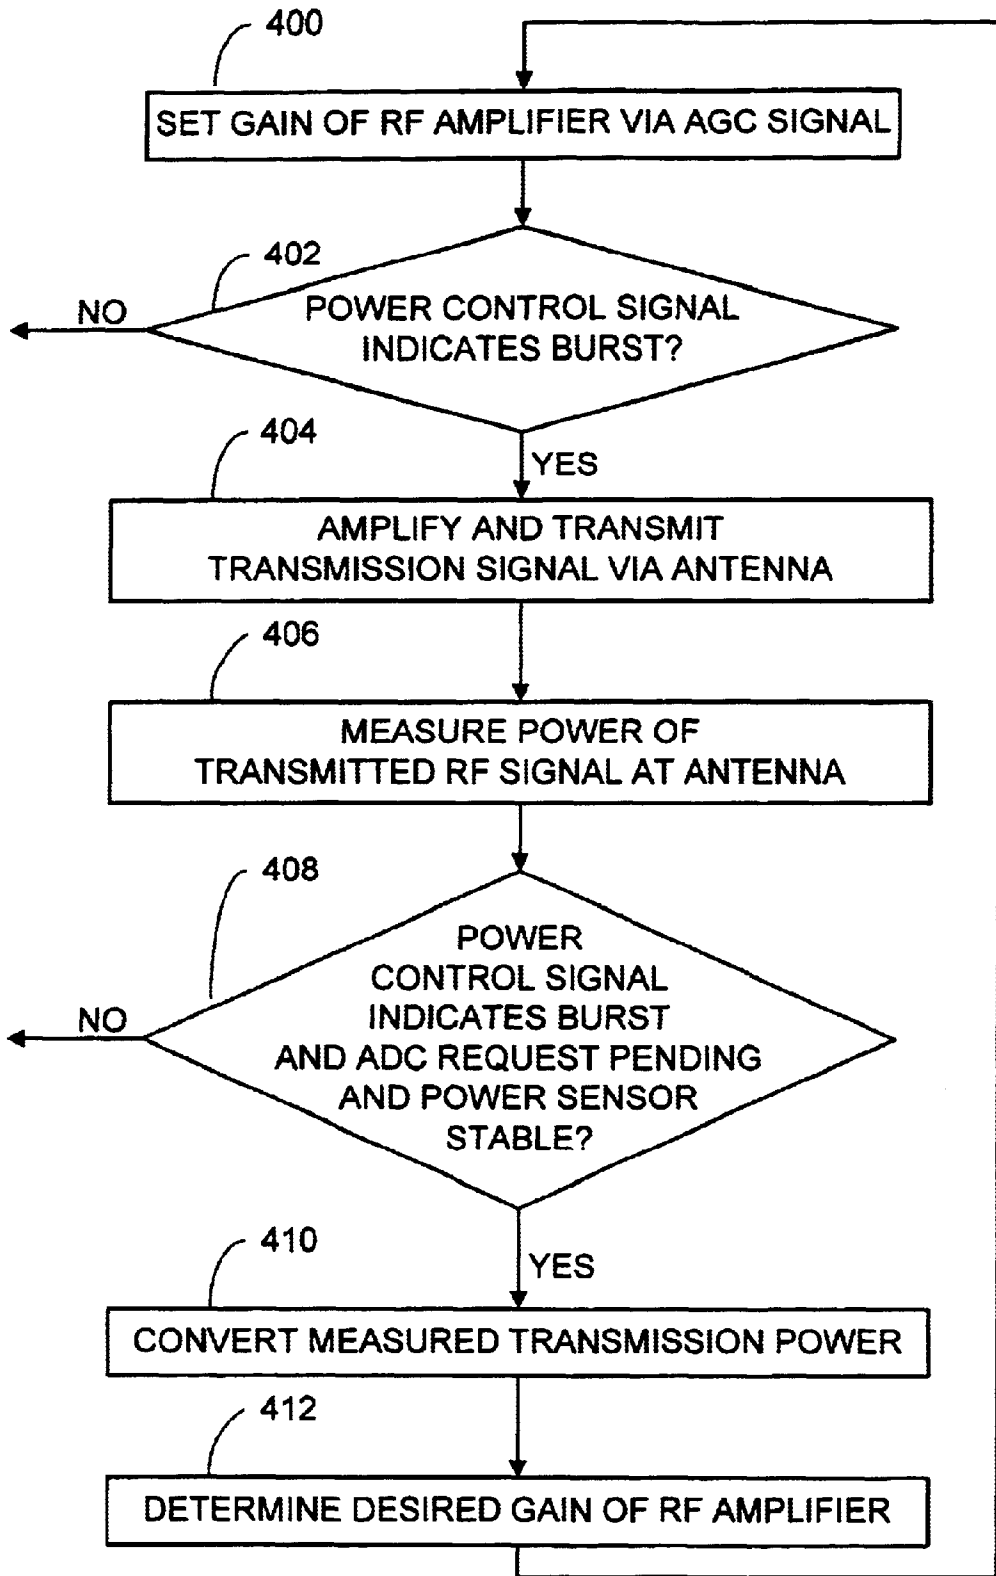 400
SET GAIN OF RF AMPLIFIER VIA AGC SIGNAL
402
NO
POWER CONTROL SIGNAL
INDICATES BURST?
404
YES
AMPLIFY AND TRANSMIT
TRANSMISSION SIGNAL VIA ANTENNA
406
MEASURE POWER OF
TRANSMITTED RF SIGNAL AT ANTENNA
408
NO
POWER
CONTROL SIGNAL
INDICATES BURST
AND ADC REQUEST PENDING
AND POWER SENSOR
STABLE?
410
YES
CONVERT MEASURED TRANSMISSION POWER
412
DETERMINE DESIRED GAIN OF RF AMPLIFIER